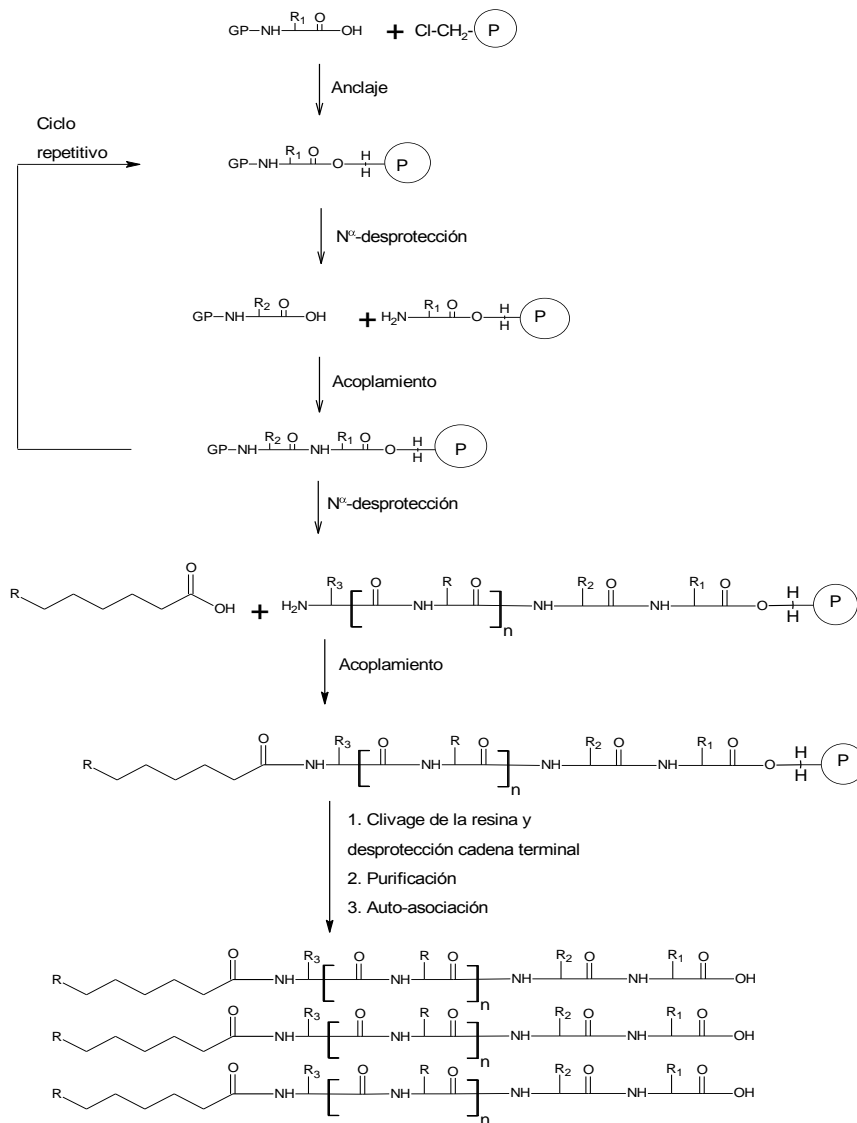 GP-NH R1 O OH + Cl-CH2- P
Anclaje
Ciclo
repetitivo
GP-NH R1 O O H H P
Nα-desprotección
GP-NH R2 O OH + H2N R1 O O H H P
Acoplamiento
GP-NH R2 O NH R1 O O H H P
Nα-desprotección
R O OH + H2N R3 O NH R O n NH R2 O NH R1 O O H H P
Acoplamiento
R O NH R3 O NH R O n NH R2 O NH R1 O O H H P
1. Clivage de la resina y
desprotección cadena terminal
2. Purificación
3. Auto-asociación
R O NH R3 O NH R O n NH R2 O NH R1 O OH
R O NH R3 O NH R O n NH R2 O NH R1 O OH
R O NH R3 O NH R O n NH R2 O NH R1 O OH